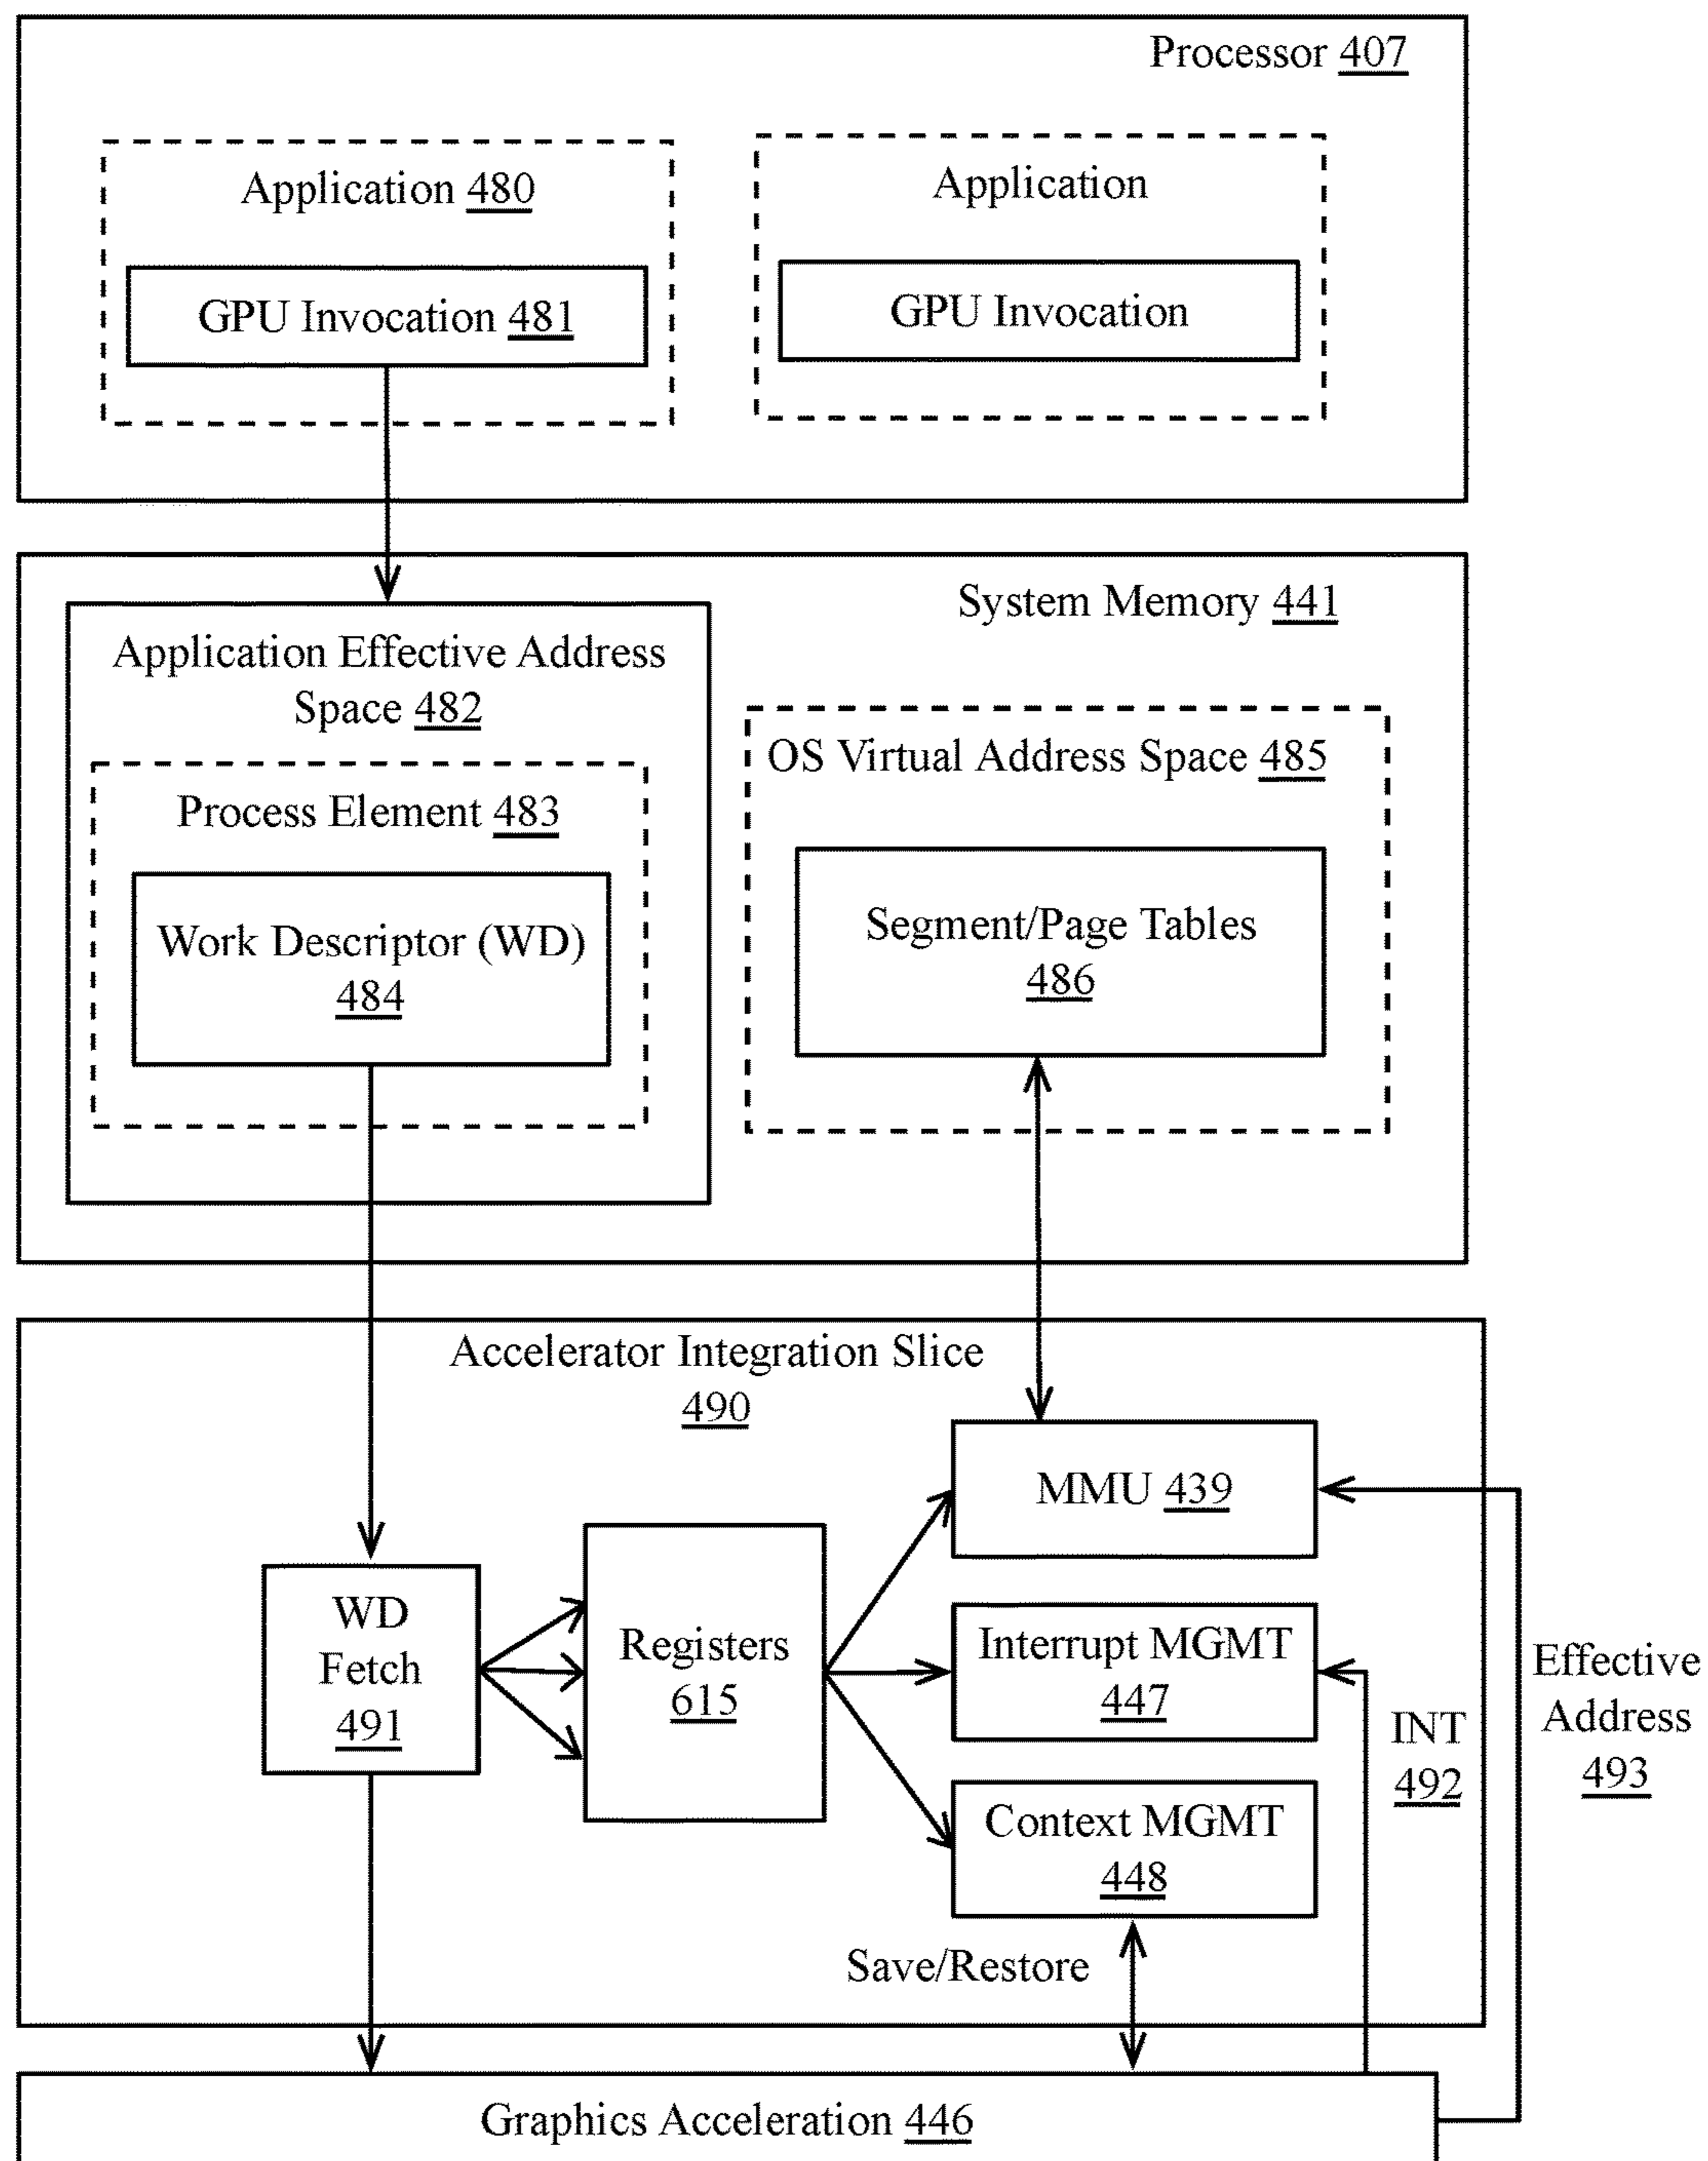 Processor 407
Application 480
GPU Invocation 481
Application
GPU Invocation
System Memory 441
Application Effective Address
Space 482
Process Element 483
Work Descriptor (WD)
484
OS Virtual Address Space 485
Segment/Page Tables
486
Accelerator Integration Slice
490
WD
Fetch
491
Registers
615
MMU 439
Interrupt MGMT
447
Context MGMT
448
Save/Restore
INT
492
Effective
Address
493
Graphics Acceleration 446